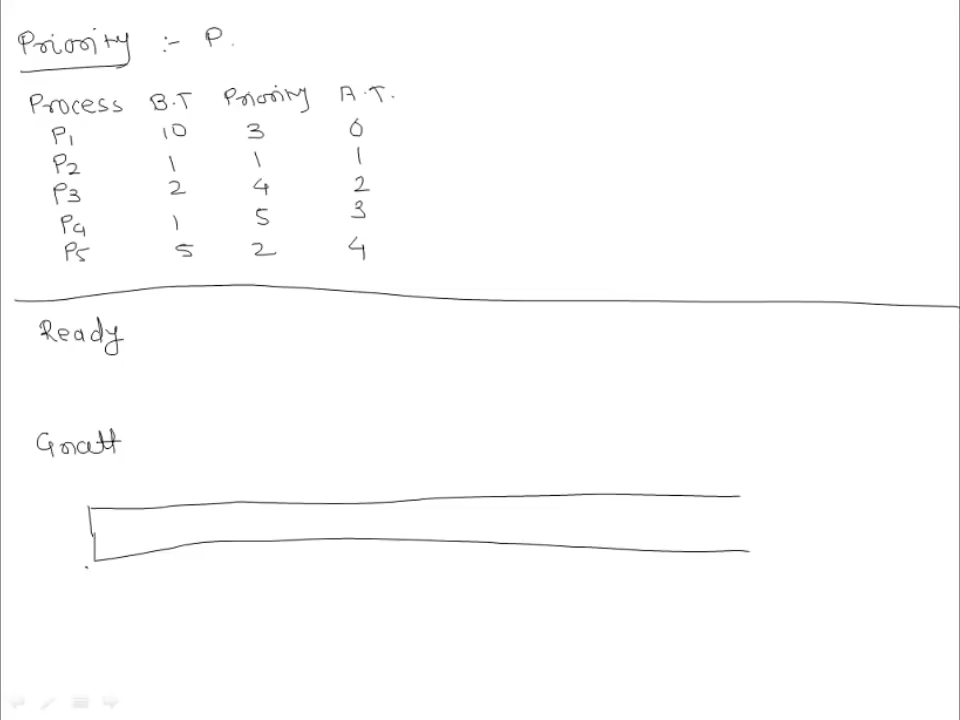 Priority :- P.
Process B.T Priority A.T.
P1 10 3 0
P2 1 1 1
P3 2 4 2
P4 1 5 3
P5 5 2 4
Ready
Gnatt